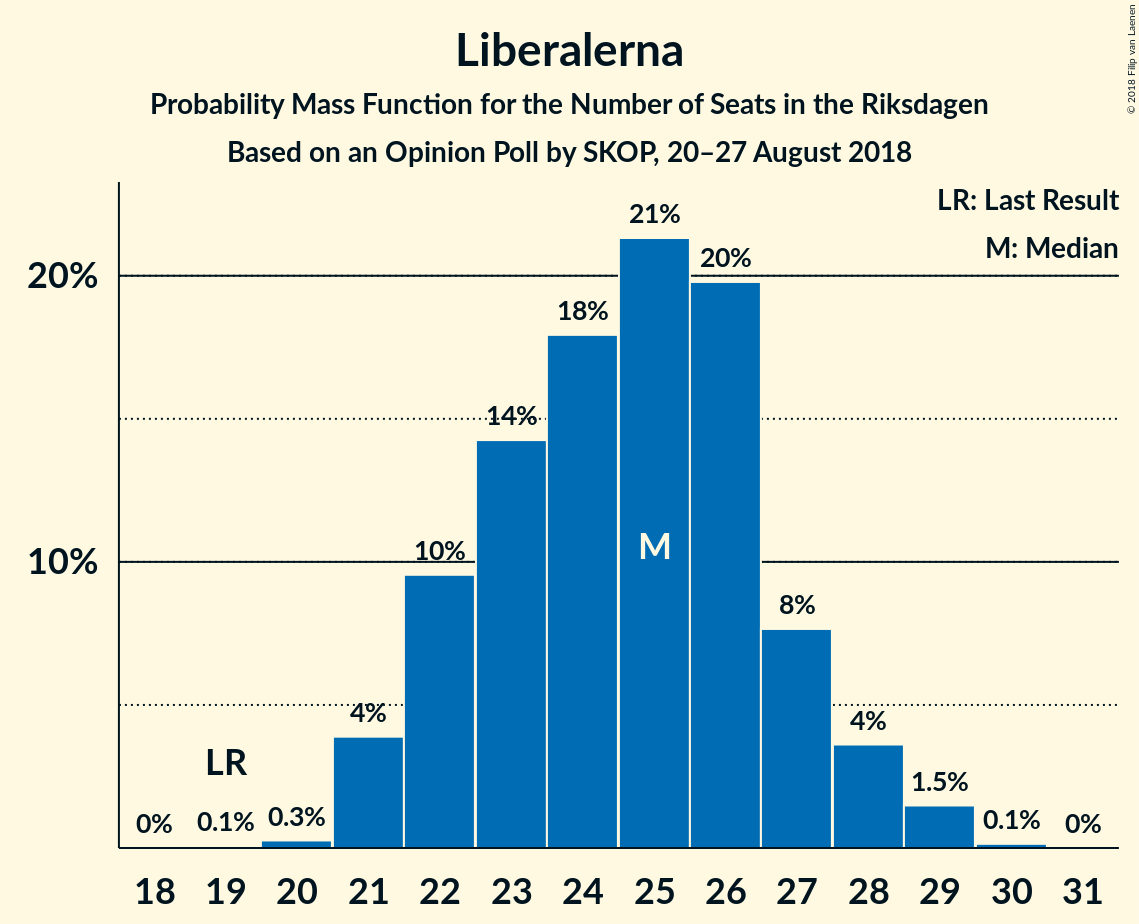 Liberalerna
Probability Mass Function for the Number of Seats in the Riksdagen
Based on an Opinion Poll by SKOP, 20–27 August 2018
© 2018 Filip van Laenen
LR: Last Result
M: Median
20%
10%
0%
0.1%
0.3%
4%
10%
14%
18%
21%
20%
8%
4%
1.5%
0.1%
0%
LR
M
18 19 20 21 22 23 24 25 26 27 28 29 30 31